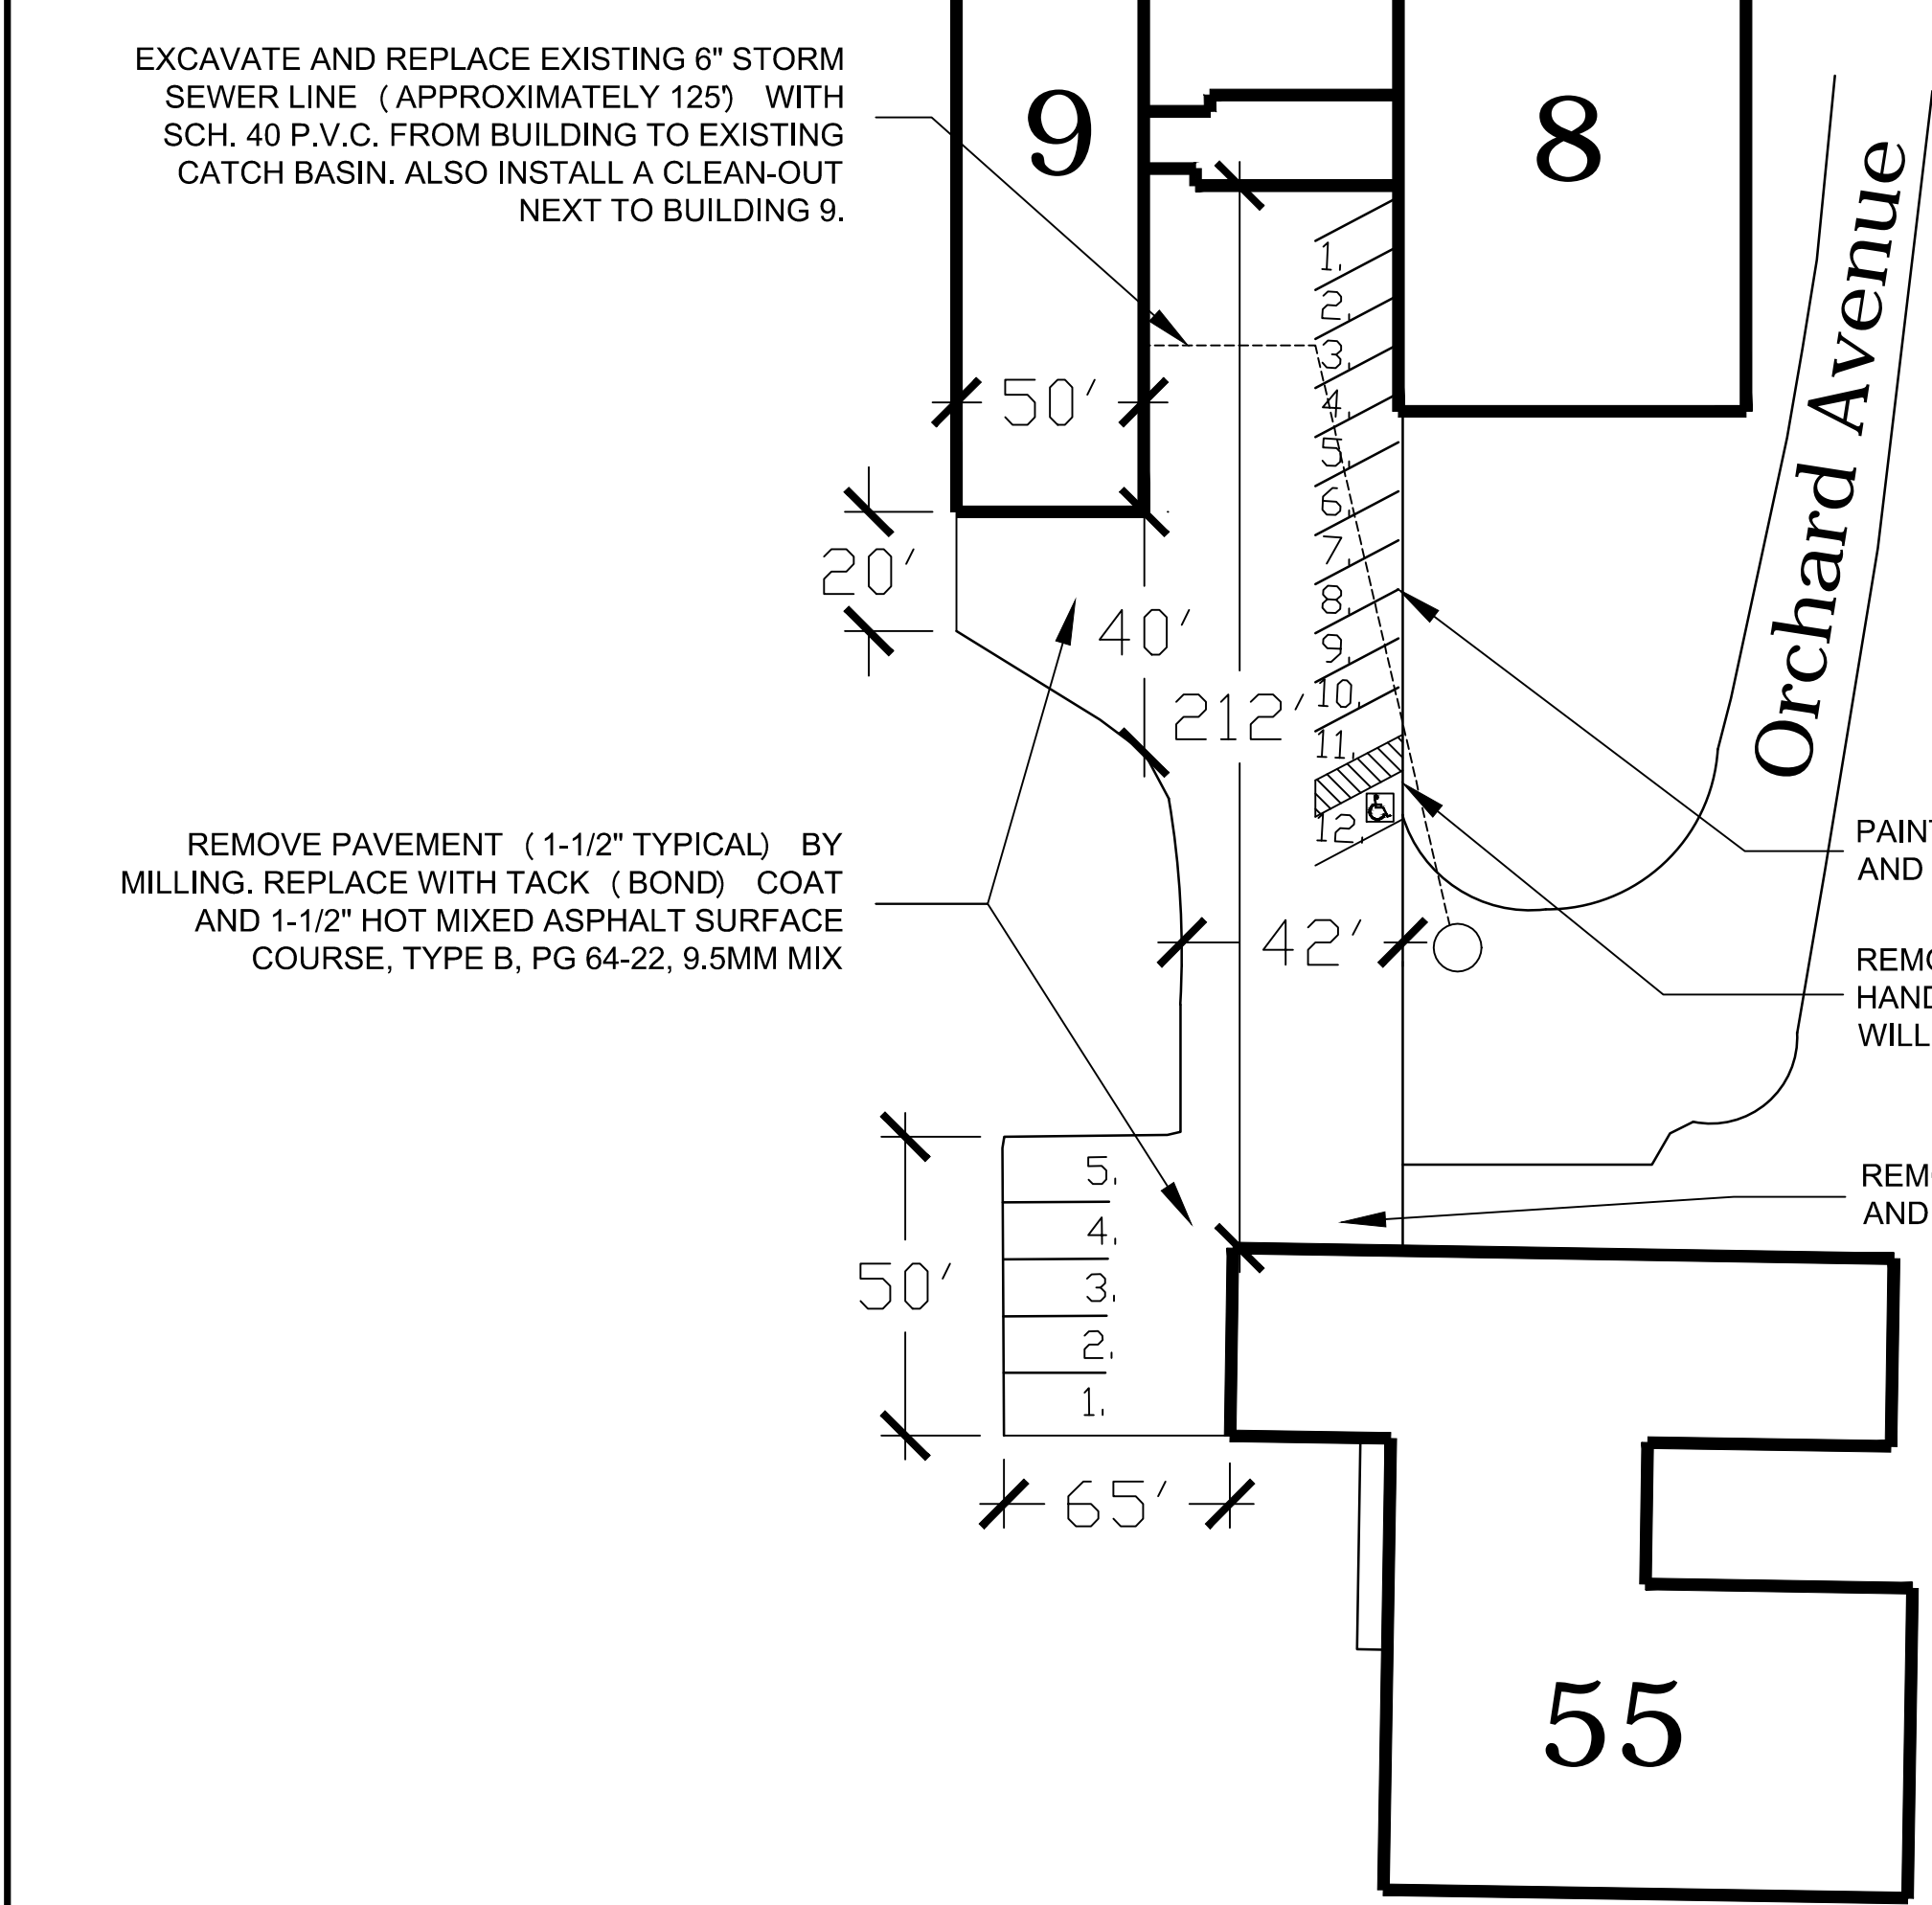 EXCAVATE AND REPLACE EXISTING 6" STORM
SEWER LINE (APPROXIMATELY 125') WITH
SCH. 40 P.V.C. FROM BUILDING TO EXISTING
CATCH BASIN. ALSO INSTALL A CLEAN-OUT
NEXT TO BUILDING 9.
9
8
Orchard Avenue
1.
2.
3.
4.
5.
6.
7.
8.
9.
10.
11.
12.
50'
20'
40'
212'
42'
REMOVE PAVEMENT (1-1/2" TYPICAL) BY
MILLING. REPLACE WITH TACK (BOND) COAT
AND 1-1/2" HOT MIXED ASPHALT SURFACE
COURSE, TYPE B, PG 64-22, 9.5MM MIX
AND
WILL
AND
5.
4.
3.
2.
1.
50'
65'
55